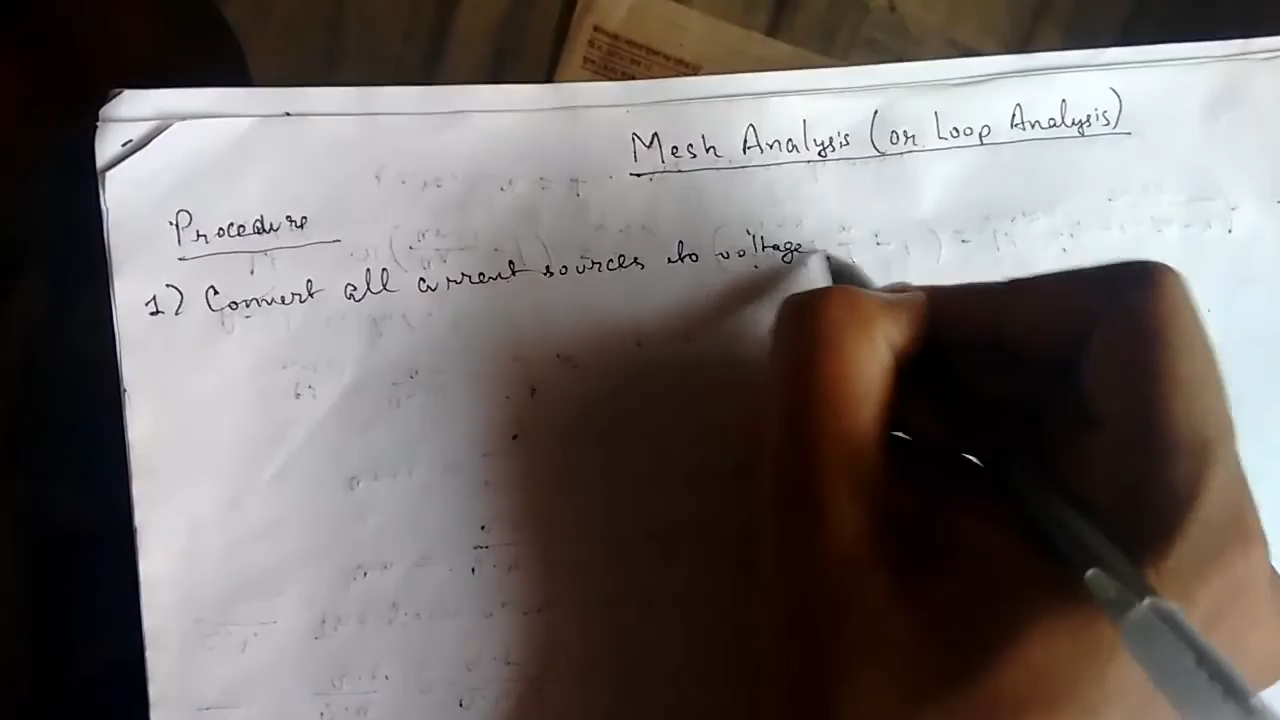 Mesh Analysis (or Loop Analysis)
Procedure
1) Convert all current sources to voltage